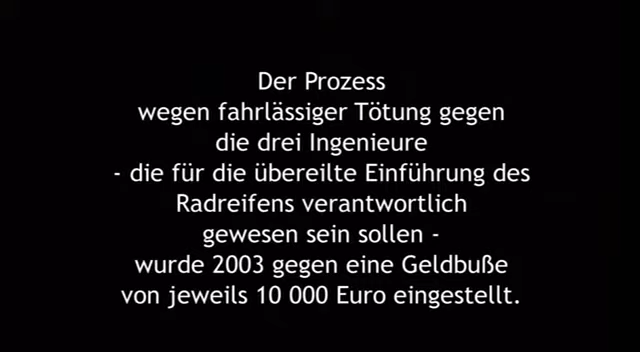 Der Prozess
wegen fahrlässiger Tötung gegen
die drei Ingenieure
- die für die übereilte Einführung des
Radreifens verantwortlich
gewesen sein sollen -
wurde 2003 gegen eine Geldbuße
von jeweils 10 000 Euro eingestellt.